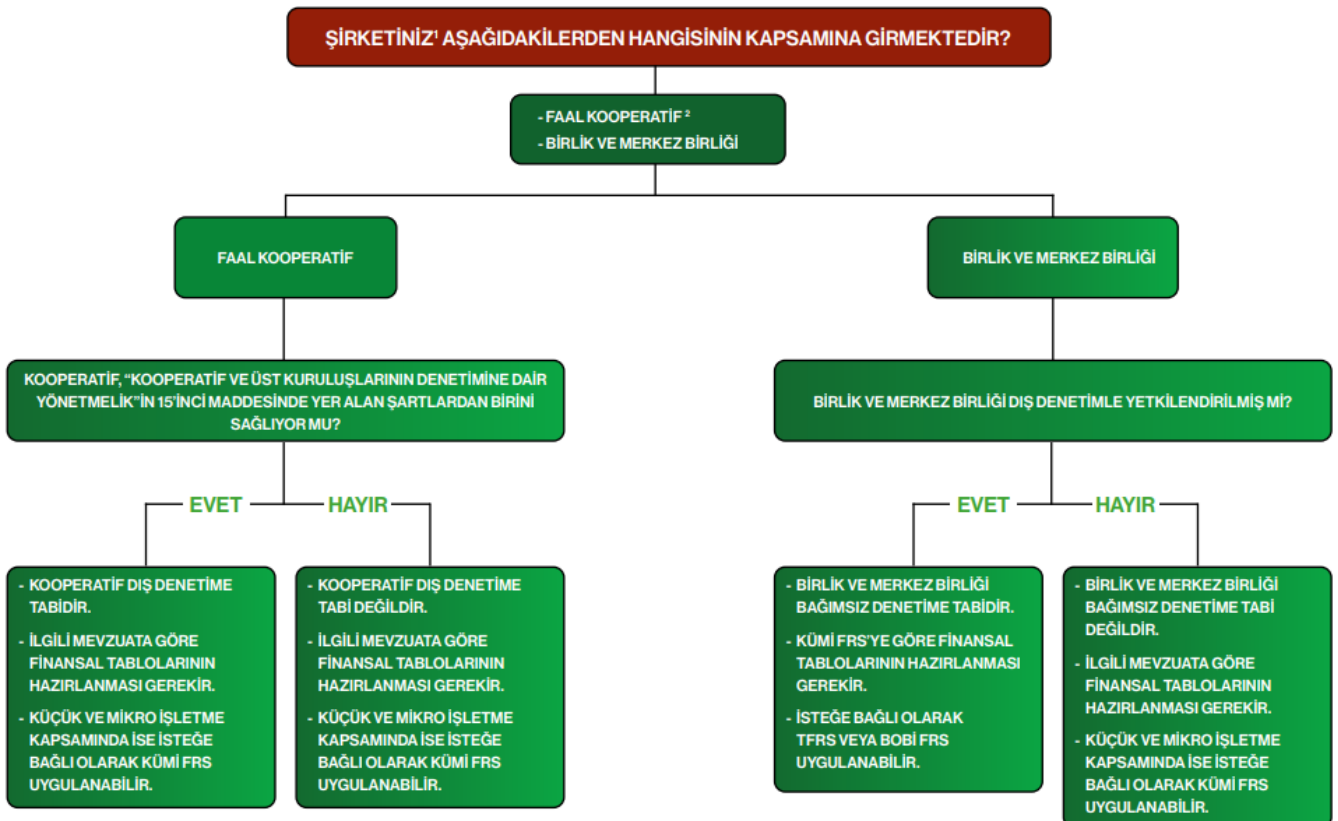 ŞİRKETİNİZ¹ AŞAĞIDAKİLERDEN HANGİSİNİN KAPSAMINA GİRMEKTEDİR?
- FAAL KOOPERATİF ²
- BİRLİK VE MERKEZ BİRLİĞİ
FAAL KOOPERATİF
BİRLİK VE MERKEZ BİRLİĞİ
KOOPERATİF, “KOOPERATİF VE ÜST KURULUŞLARININ DENETİMİNE DAİR
YÖNETMELİK”İN 15’İNCİ MADDESİNDE YER ALAN ŞARTLARDAN BİRİNİ
SAĞLIYOR MU?
BİRLİK VE MERKEZ BİRLİĞİ DIŞ DENETİMLE YETKİLENDİRİLMİŞ Mİ?
EVET
HAYIR
EVET
HAYIR
- KOOPERATİF DIŞ DENETİME
TABİDİR.
- İLGİLİ MEVZUATA GÖRE
FİNANSAL TABLOLARININ
HAZIRLANMASI GEREKİR.
- KÜÇÜK VE MİKRO İŞLETME
KAPSAMINDA İSE İSTEĞE
BAĞLI OLARAK KÜMİ FRS
UYGULANABİLİR.
- KOOPERATİF DIŞ DENETİME
TABİ DEĞİLDİR.
- İLGİLİ MEVZUATA GÖRE
FİNANSAL TABLOLARININ
HAZIRLANMASI GEREKİR.
- KÜÇÜK VE MİKRO İŞLETME
KAPSAMINDA İSE İSTEĞE
BAĞLI OLARAK KÜMİ FRS
UYGULANABİLİR.
- BİRLİK VE MERKEZ BİRLİĞİ
BAĞIMSIZ DENETİME TABİDİR.
- KÜMİ FRS’YE GÖRE FİNANSAL
TABLOLARININ HAZIRLANMASI
GEREKİR.
- İSTEĞE BAĞLI OLARAK
TFRS VEYA BOBİ FRS
UYGULANABİLİR.
- BİRLİK VE MERKEZ BİRLİĞİ
BAĞIMSIZ DENETİME TABİ
DEĞİLDİR.
- İLGİLİ MEVZUATA GÖRE
FİNANSAL TABLOLARININ
HAZIRLANMASI GEREKİR.
- KÜÇÜK VE MİKRO İŞLETME
KAPSAMINDA İSE İSTEĞE
BAĞLI OLARAK KÜMİ FRS
UYGULANABİLİR.